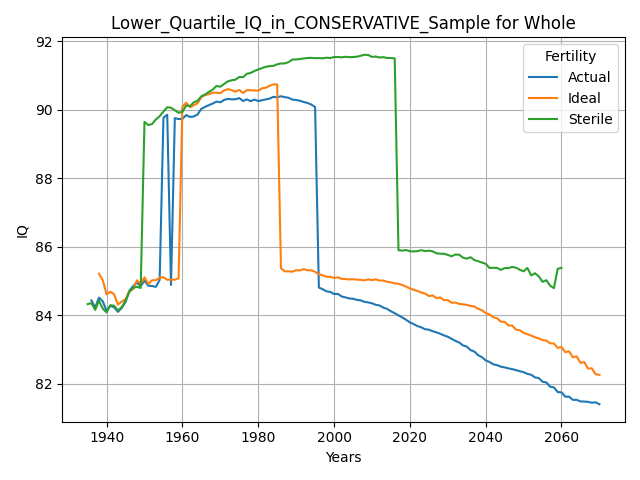 Lower_Quartile_IQ_in_CONSERVATIVE_Sample for Whole
92
90
88
86
84
82
IQ
Fertility
Actual
Ideal
Sterile
1940 1960 1980 2000 2020 2040 2060
Years